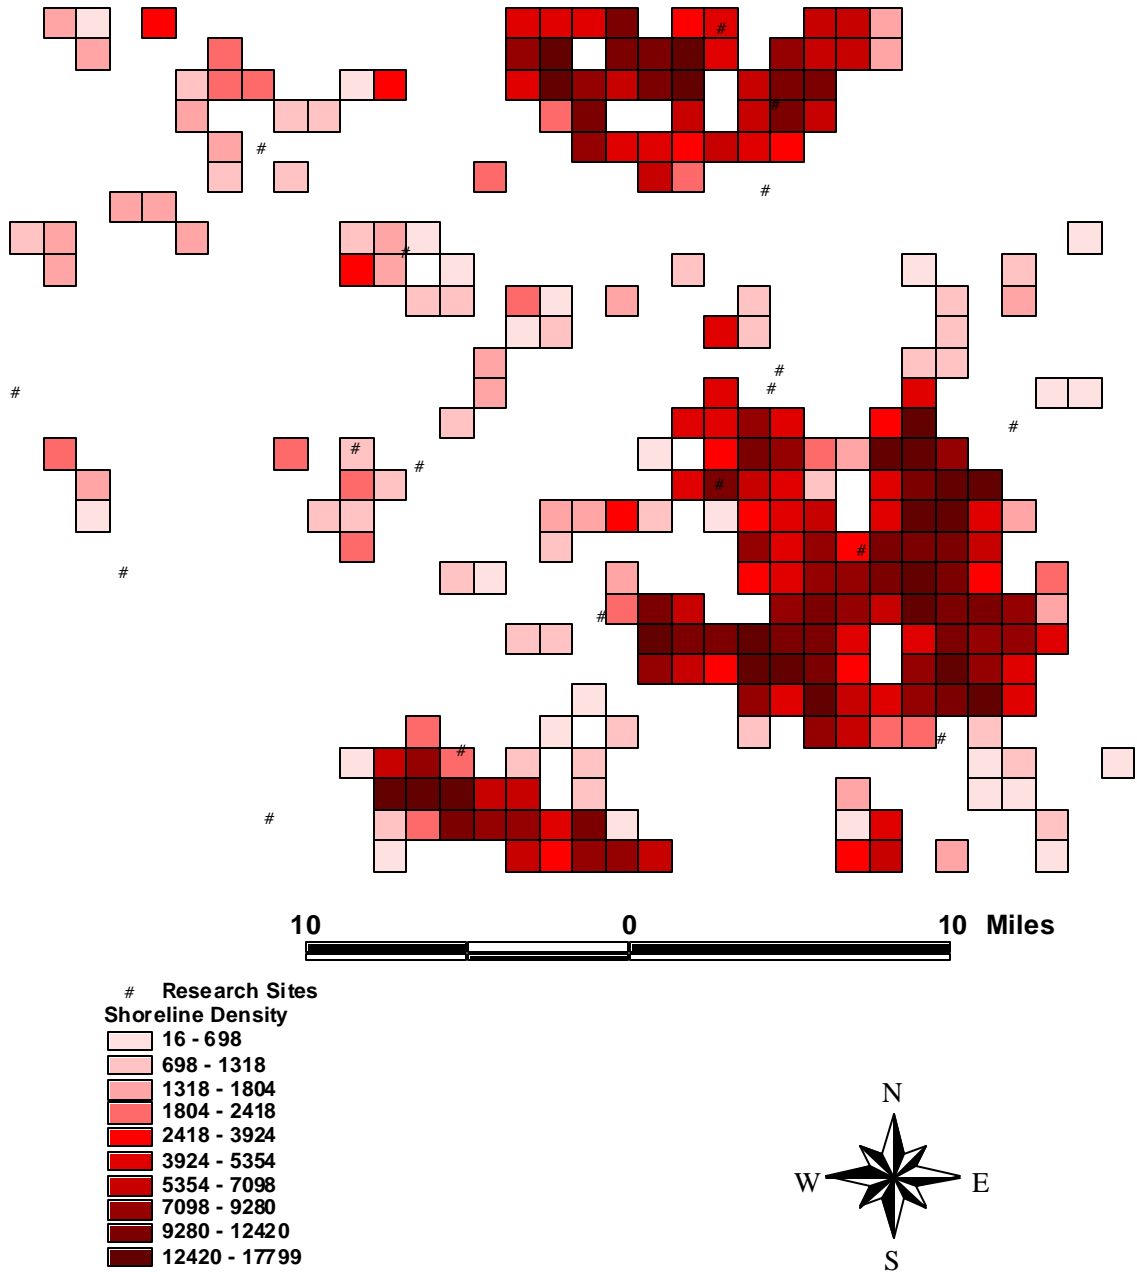 10 0 10 Miles
# Research Sites
Shoreline Density
16 - 698
698 - 1318
1318 - 1804
1804 - 2418
2418 - 3924
3924 - 5354
5354 - 7098
7098 - 9280
9280 - 12420
12420 - 17799
N
W E
S